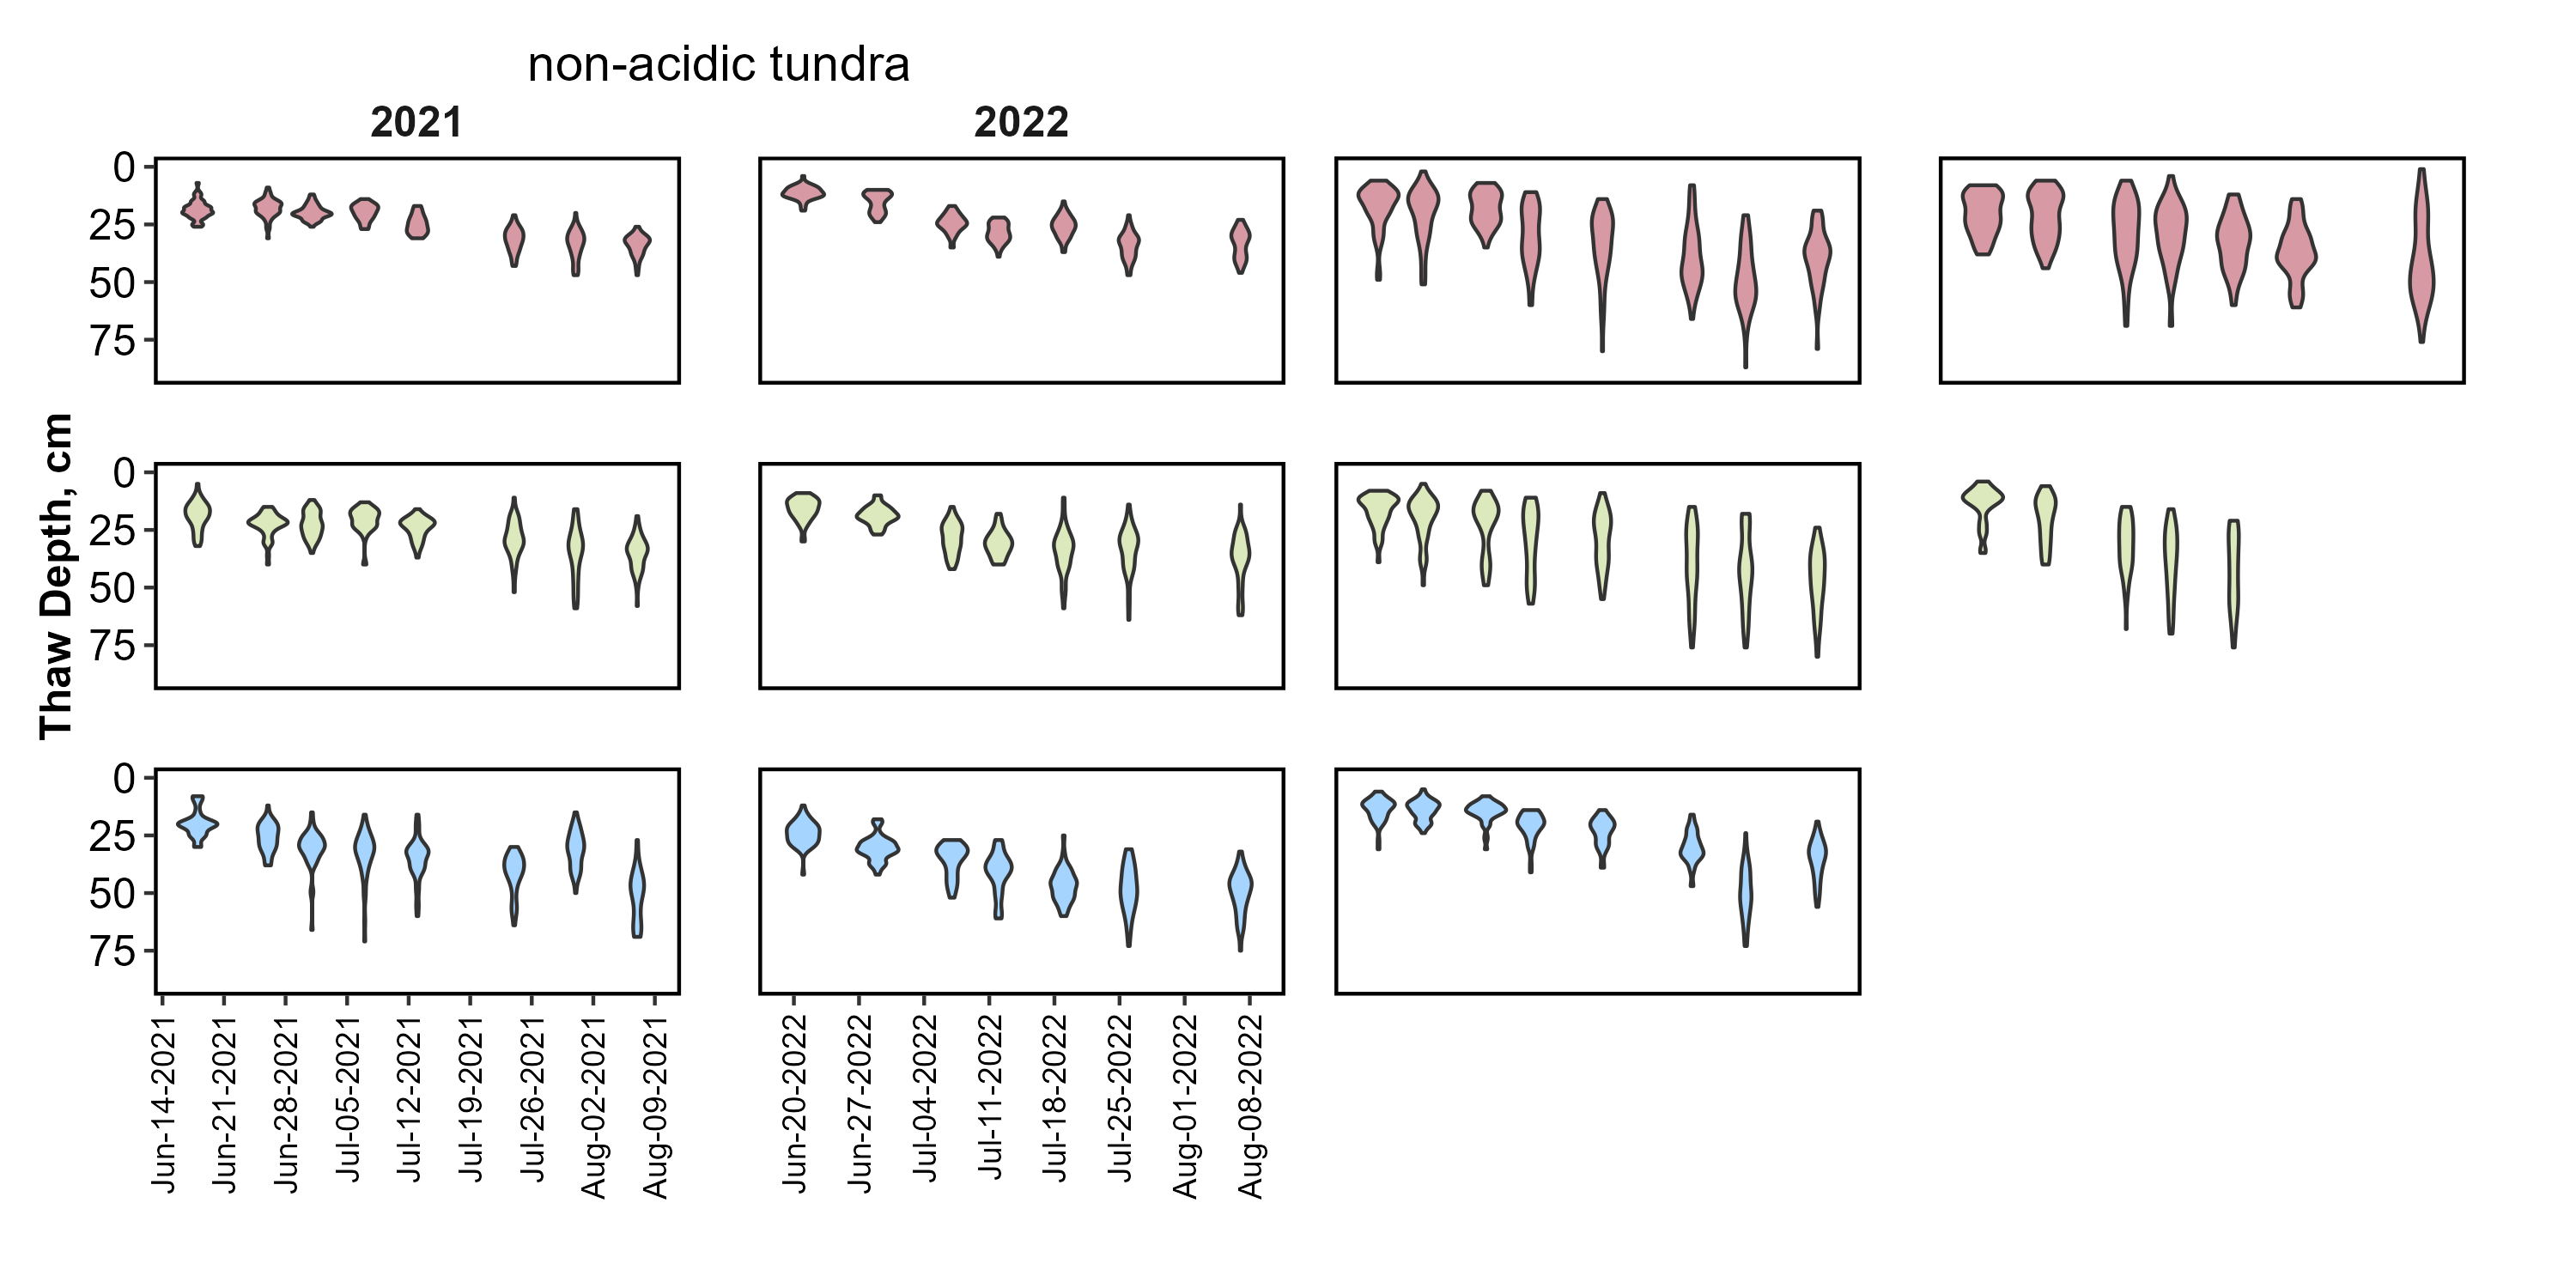 non-acidic tundra
2021
2022
Thaw Depth, cm
0
25
50
75
0
25
50
75
0
25
50
75
Jun-14-2021
Jun-21-2021
Jun-28-2021
Jul-05-2021
Jul-12-2021
Jul-19-2021
Jul-26-2021
Aug-02-2021
Aug-09-2021
Jun-20-2022
Jun-27-2022
Jul-04-2022
Jul-11-2022
Jul-18-2022
Jul-25-2022
Aug-01-2022
Aug-08-2022